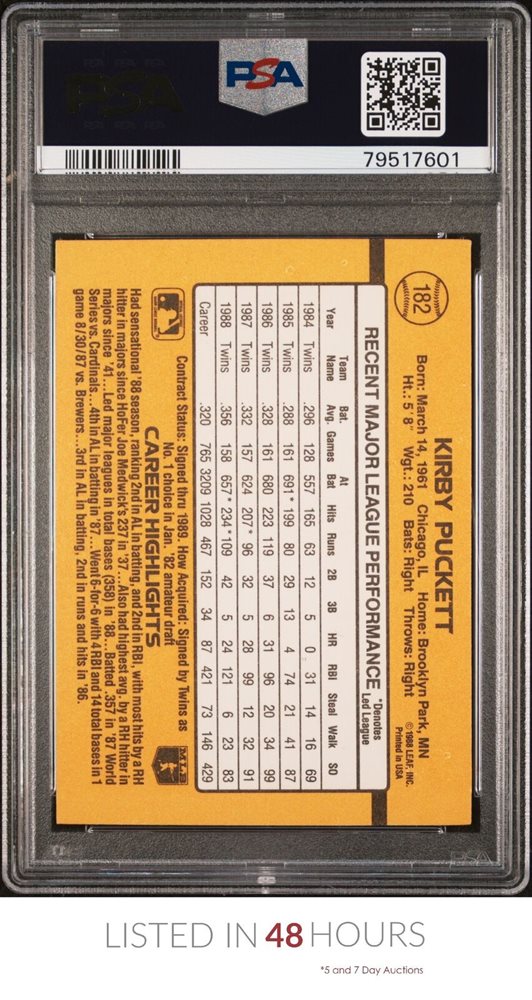 PSA
PSA
79517601
182
KIRBY PUCKETT
Born: March 14, 1961 Chicago, IL Home: Brooklyn Park, MN
Ht.: 5' 8" Wgt.: 210 Bats: Right Throws: Right
© 1988 LEAF, INC.
Printed in USA
RECENT MAJOR LEAGUE PERFORMANCE
*Denotes
Led League
Year Team Name Bat. Avg. Games At Bat Hits Runs 2B 3B HR RBI Steal Walk SO
1984 Twins .296 128 557 165 63 12 5 0 31 14 16 69
1985 Twins .288 161 691* 199 80 29 13 4 74 21 41 87
1986 Twins .328 161 680 223 119 37 6 31 96 20 34 99
1987 Twins .332 157 624 207* 96 32 5 28 99 12 32 91
1988 Twins .356 158 657* 234* 109 42 5 24 121 6 23 83
Career .320 765 3209 1028 467 152 34 87 421 73 146 429
Contract Status: Signed thru 1989. How Acquired: Signed by Twins as
No. 1 choice in Jan. '82 amateur draft
CAREER HIGHLIGHTS
MLB
Had sensational '88 season, ranking 2nd in AL in batting, and 2nd in RBI, with most hits by a RH
hitter in majors since HoFer Joe Medwick's 237 in '37...Also had highest avg. by a RH hitter in
majors since '41...Led major leagues in total bases (358) in '88...Batted .357 in '87 World
Series vs. Cardinals...4th in AL in batting in '87...Went 6-for-6 with 4 RBI and 14 total bases in 1
game 8/30/87 vs. Brewers...3rd in AL batting, 2nd in runs and hits in '86.
PSA
LISTED IN 48 HOURS
*5 and 7 Day Auctions